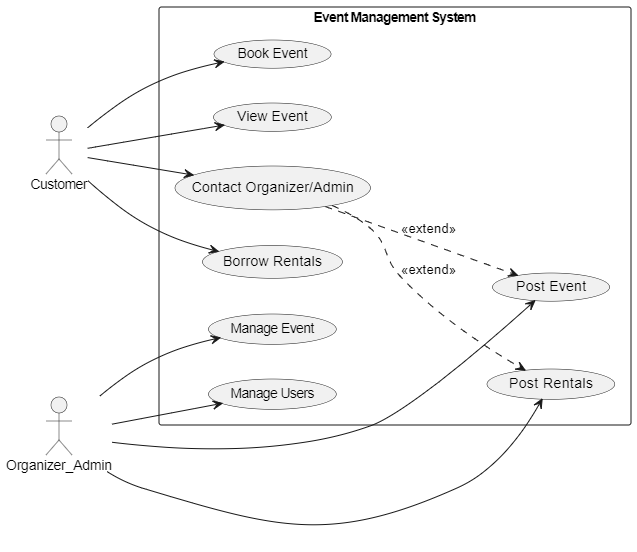 Event Management System
Book Event
View Event
Customer
Contact Organizer/Admin
«extend»
Borrow Rentals
«extend»
Post Event
Manage Event
Post Rentals
Manage Users
Organizer_Admin